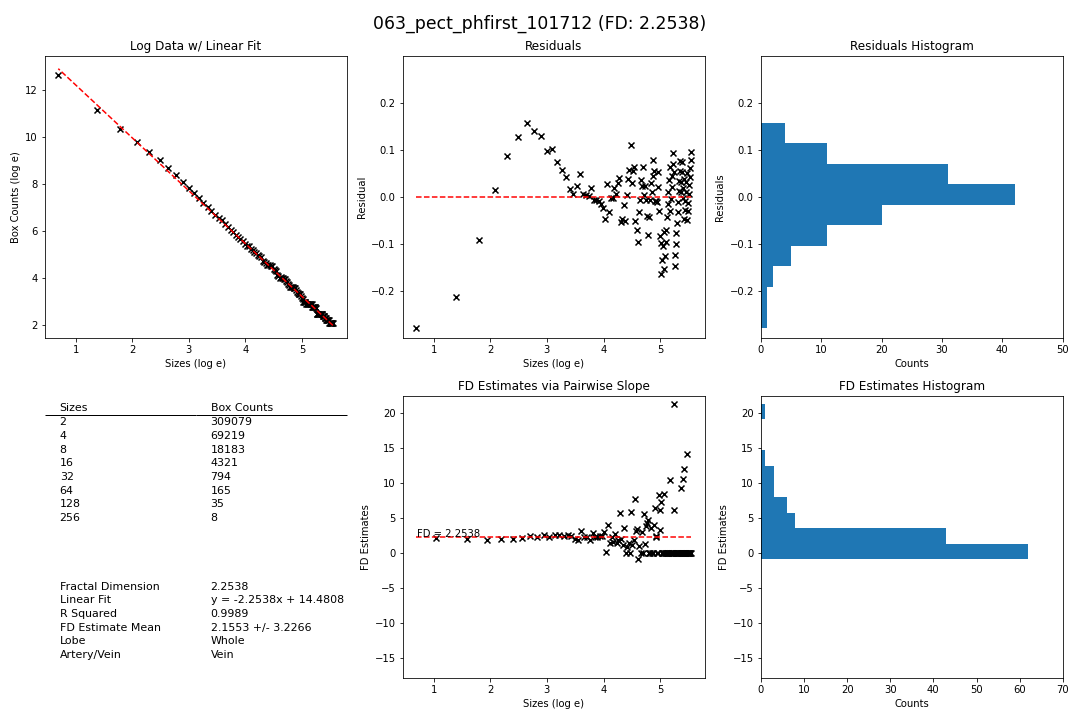 063_pect_phfirst_101712 (FD: 2.2538)
Log Data w/ Linear Fit
Box Counts (log e)
12
10
8
6
4
2
1 2 3 4 5
Sizes (log e)
Residuals
Residual
0.2
0.1
0.0
−0.1
−0.2
1 2 3 4 5
Sizes (log e)
Residuals Histogram
Residuals
0.2
0.1
0.0
−0.1
−0.2
0 10 20 30 40 50
Counts
Sizes Box Counts
2 309079
4 69219
8 18183
16 4321
32 794
64 165
128 35
256 8
Fractal Dimension 2.2538
Linear Fit y = -2.2538x + 14.4808
R Squared 0.9989
FD Estimate Mean 2.1553 +/- 3.2266
Lobe Whole
Artery/Vein Vein
FD Estimates via Pairwise Slope
FD Estimates
20
15
10
5
0
−5
−10
−15
FD = 2.2538
1 2 3 4 5
Sizes (log e)
FD Estimates Histogram
FD Estimates
20
15
10
5
0
−5
−10
−15
0 10 20 30 40 50 60 70
Counts